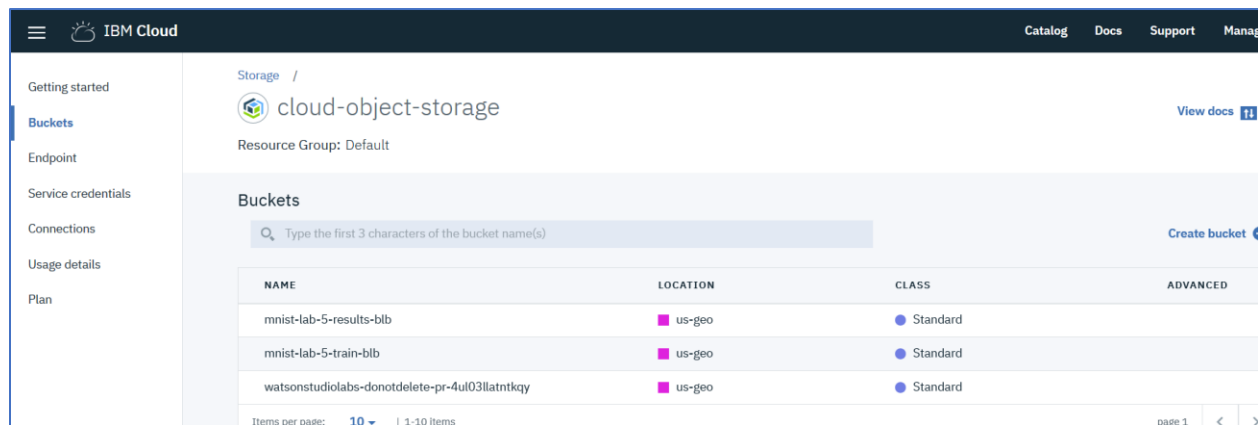 IBM Cloud Catalog Docs Support Manag
Getting started
Buckets
Endpoint
Service credentials
Connections
Usage details
Plan
Storage /
cloud-object-storage
View docs
Resource Group: Default
Buckets
Type the first 3 characters of the bucket name(s)
Create bucket
NAME LOCATION CLASS ADVANCED
mnist-lab-5-results-blb us-geo Standard
mnist-lab-5-train-blb us-geo Standard
watsonstudiolabs-donotdelete-pr-4ul03llatntkqy us-geo Standard
Items per page: 10 | 1-10 items page 1